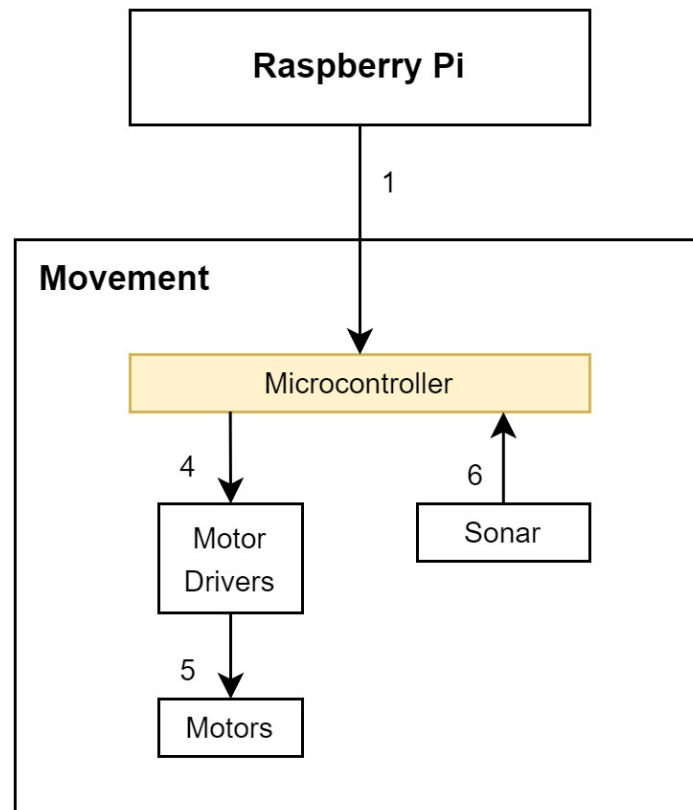 Raspberry Pi
1
Movement
Microcontroller
4
6
Motor
Drivers
Sonar
5
Motors